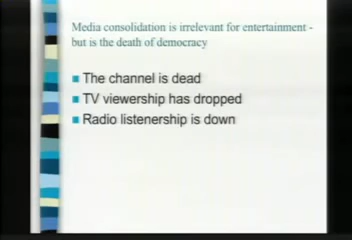 Media consolidation is irrelevant for entertainment -
but is the death of democracy
The channel is dead
TV viewership has dropped
Radio listenership is down